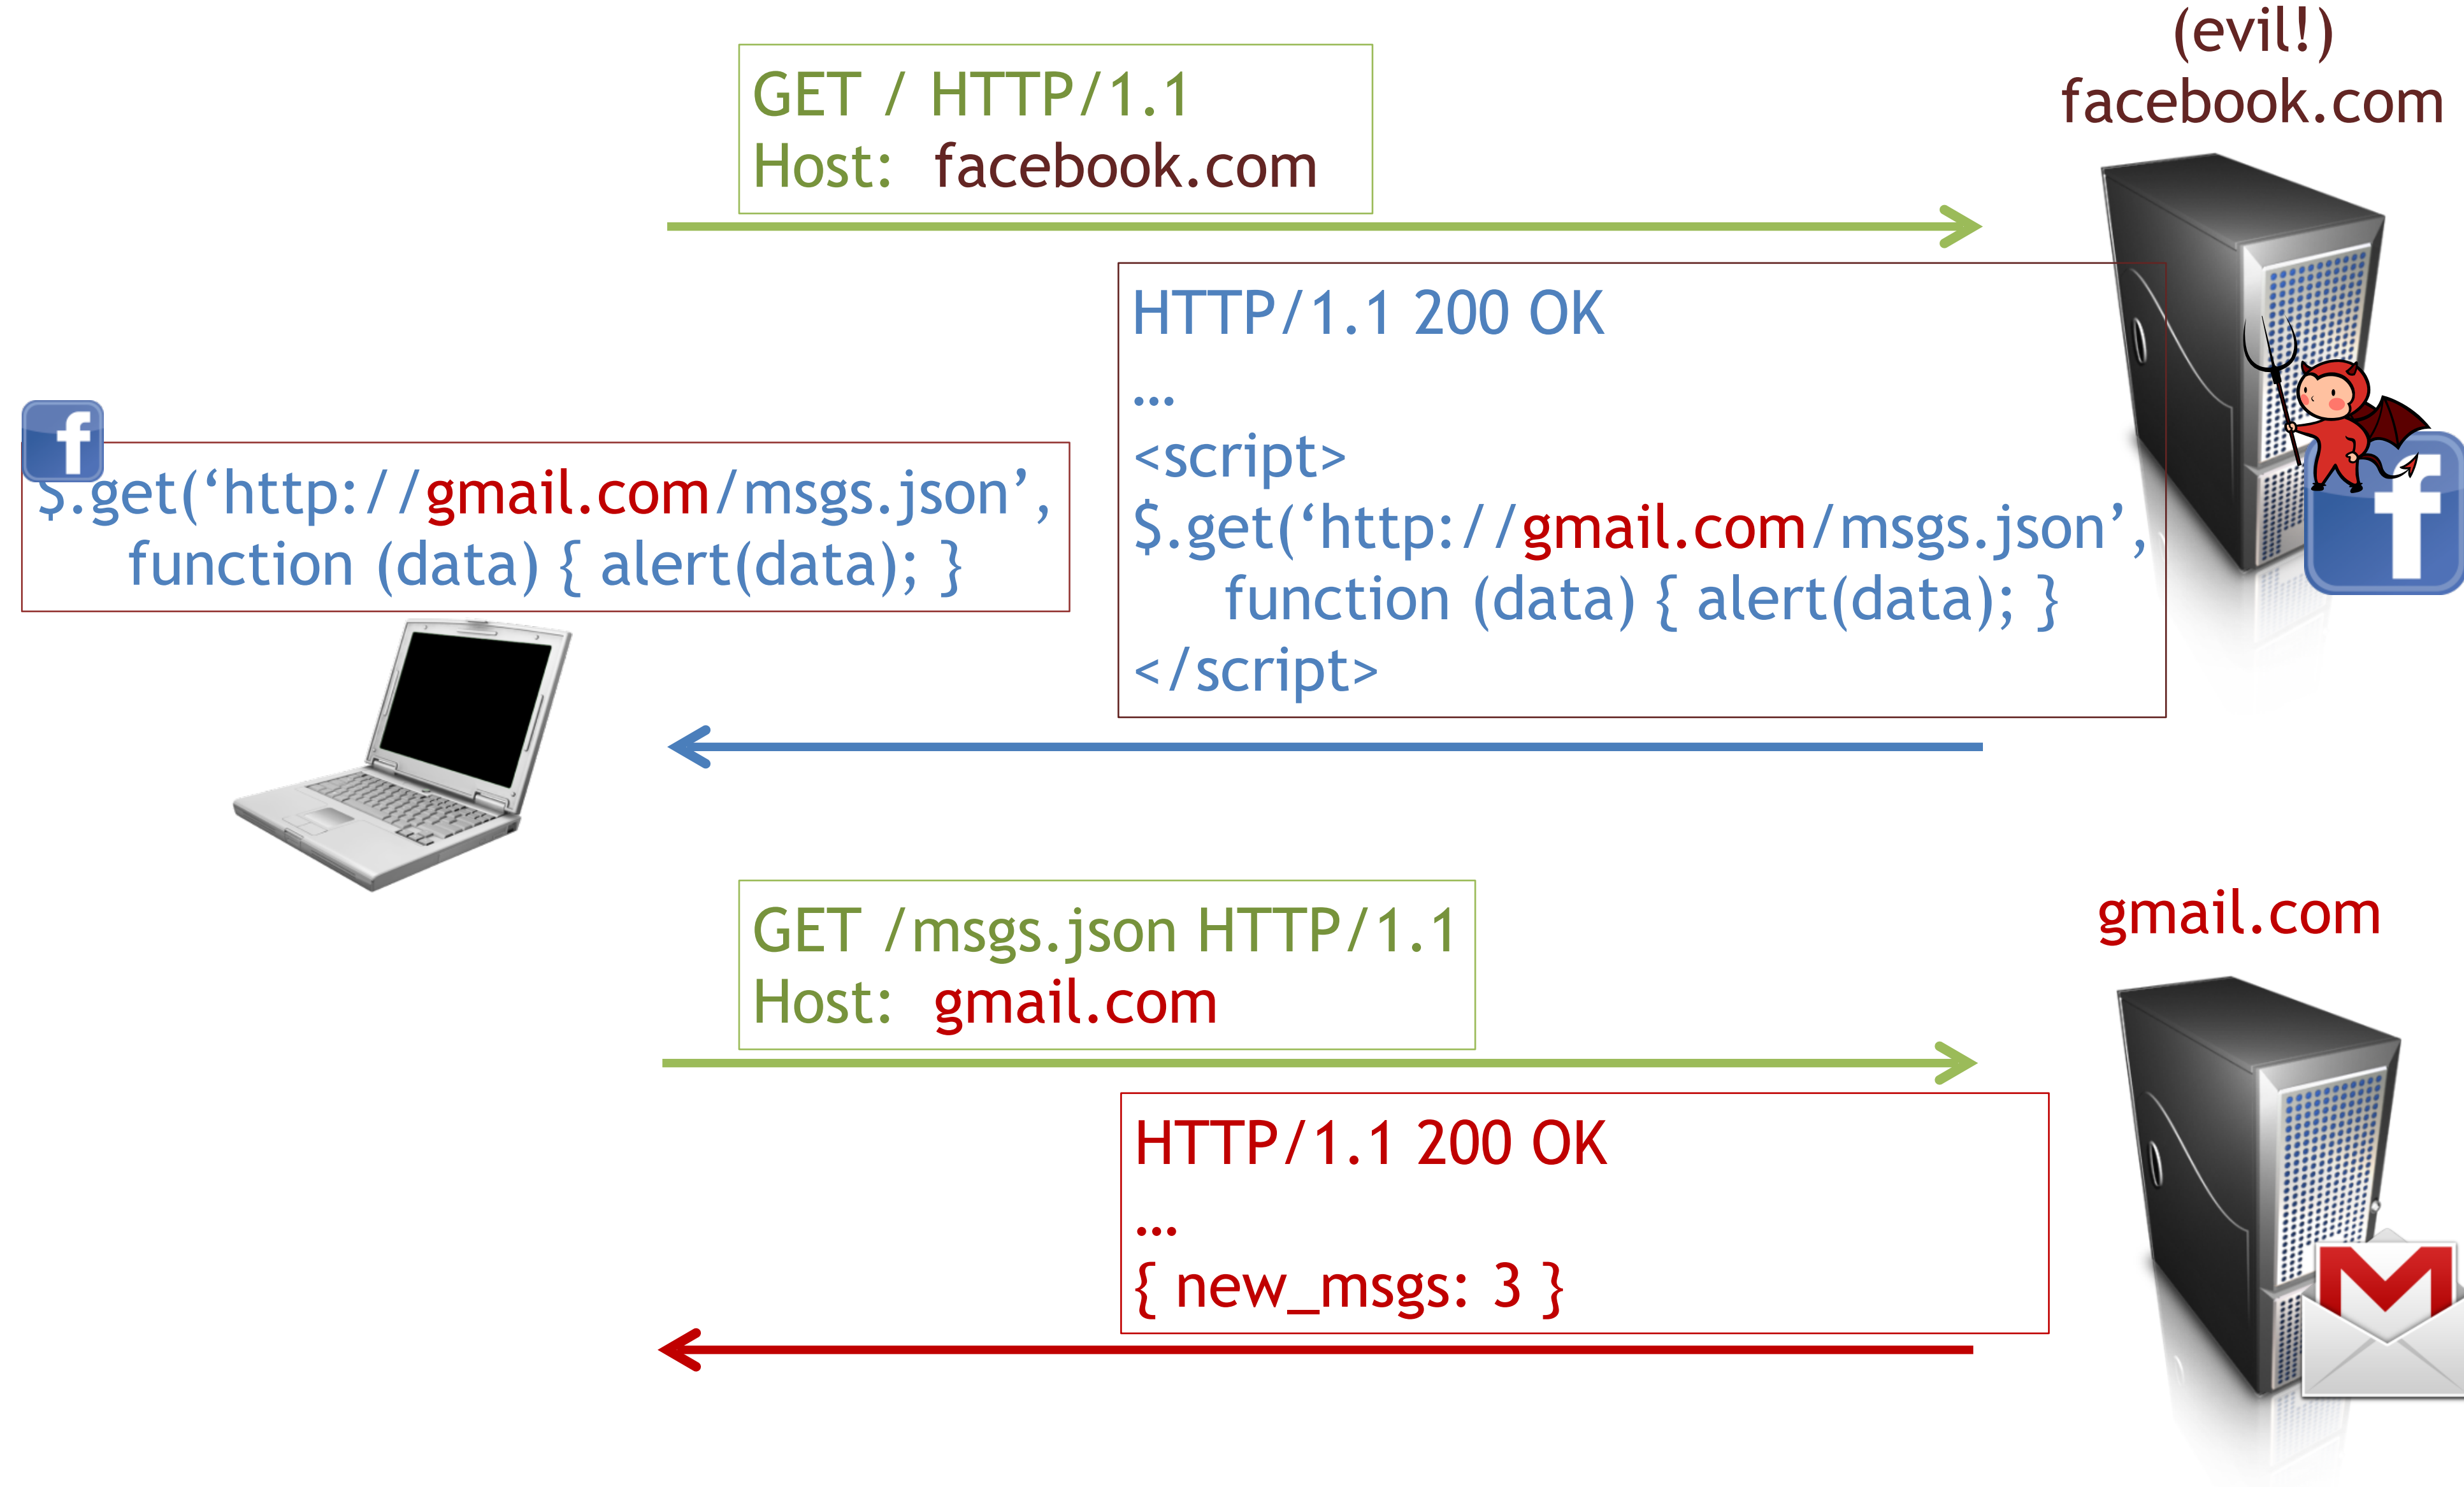 (evil!)
facebook.com
GET / HTTP/1.1
Host: facebook.com
HTTP/1.1 200 OK
…
<script>
$.get(‘http://gmail.com/msgs.json’,
function (data) { alert(data); }
</script>
f
$.get(‘http://gmail.com/msgs.json’,
function (data) { alert(data); }
f
gmail.com
GET /msgs.json HTTP/1.1
Host: gmail.com
HTTP/1.1 200 OK
…
{ new_msgs: 3 }
M